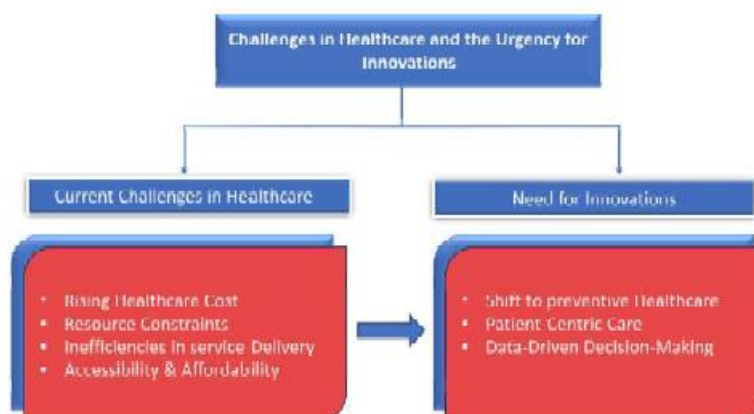 Challenges in Healthcare and the Urgency for
Innovations
Current Challenges in Healthcare
Need for Innovations
• Rising Healthcare Cost
• Resource Constraints
• Inefficiencies in service Delivery
• Accessibility & Affordability
• Shift to preventive Healthcare
• Patient-Centric Care
• Data-Driven Decision-Making